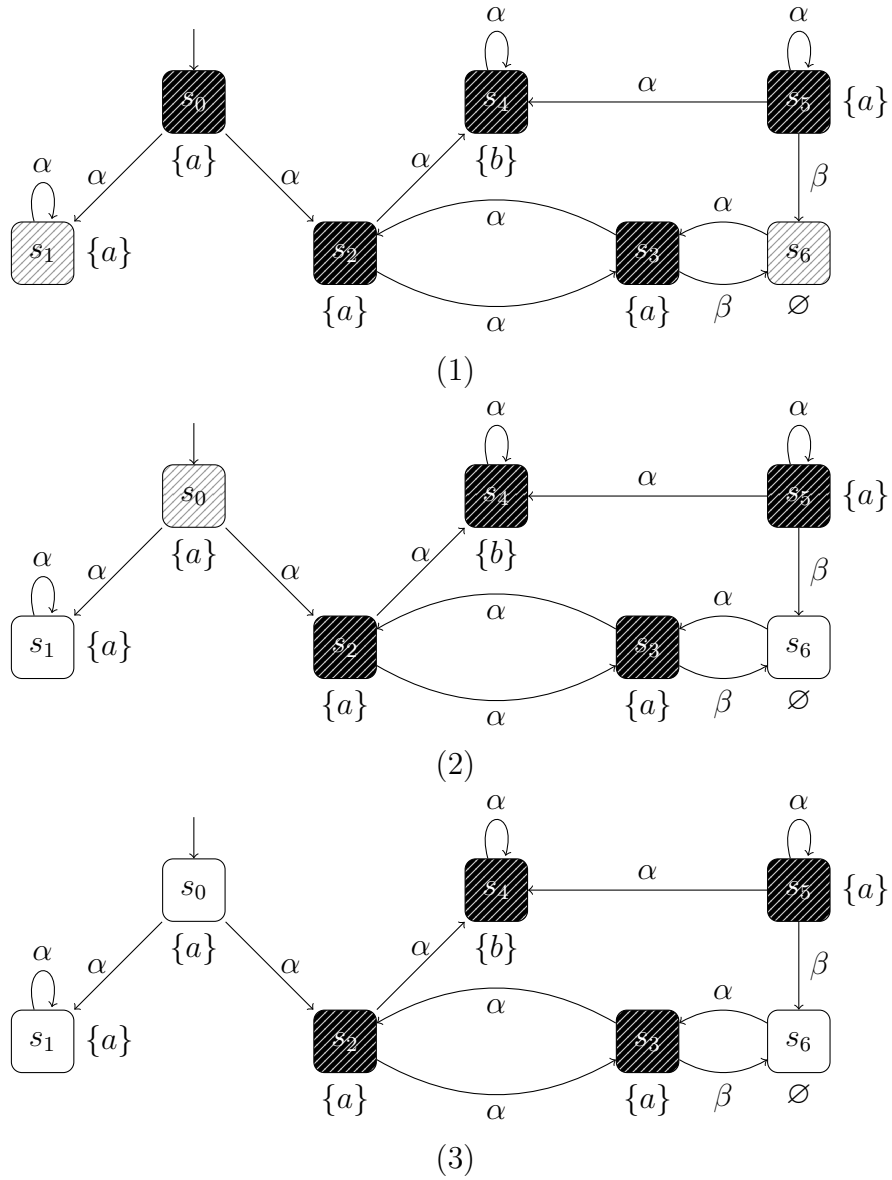 α α
s₀ s₄ α s₅ {a}
α α {a} α α {b} β
α α
s₁ {a} s₂ s₃ s₆
{a} α {a} β ∅
(1)
α α
s₀ s₄ α s₅ {a}
α α {a} α α {b} β
α α
s₁ {a} s₂ s₃ s₆
{a} α {a} β ∅
(2)
α α
s₀ s₄ α s₅ {a}
α α {a} α α {b} β
α α
s₁ {a} s₂ s₃ s₆
{a} α {a} β ∅
(3)